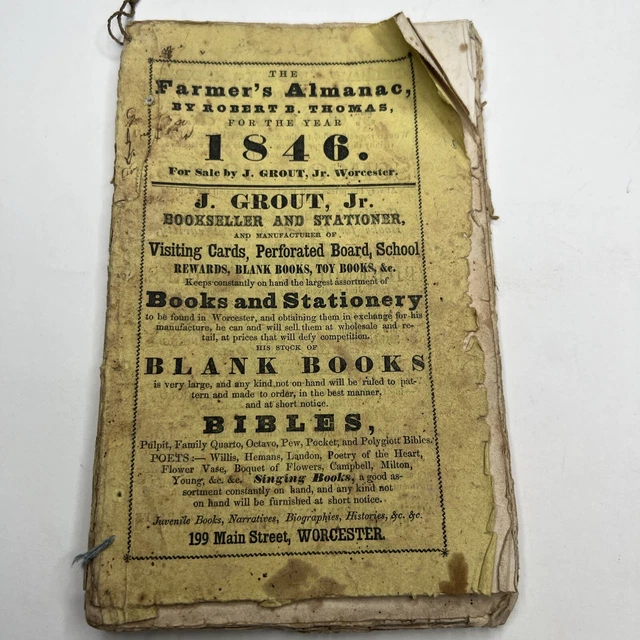 THE
Farmer's Almanac,
BY ROBERT B. THOMAS,
FOR THE YEAR
1846.
For Sale by J. GROUT, Jr. Worcester.
J. GROUT, Jr.
BOOKSELLER AND STATIONER,
AND MANUFACTURER OF
Visiting Cards, Perforated Board, School
REWARDS, BLANK BOOKS, TOY BOOKS, &c.
Keeps constantly on hand the largest assortment of
Books and Stationery
to be found in Worcester, and obtaining them in exchange for his
manufacture, he can and will sell them at wholesale and re-
tail, at prices that will defy competition.
HIS STOCK OF
BLANK BOOKS
is very large, and any kind not on hand will be ruled to pat-
tern and made to order, in the best manner,
and at short notice.
BIBLES,
Pulpit, Family Quarto, Octavo, Pew, Pocket, and Polyglott Bibles.
POETS:— Willis, Hemans, Landon, Poetry of the Heart,
Flower Vase, Boquet of Flowers, Campbell, Milton,
Young, &c. &c. Singing Books, a good as-
sortment constantly on hand, and any kind not
on hand will be furnished at short notice.
Juvenile Books, Narratives, Biographies, Histories, &c. &c.
199 Main Street, WORCESTER.